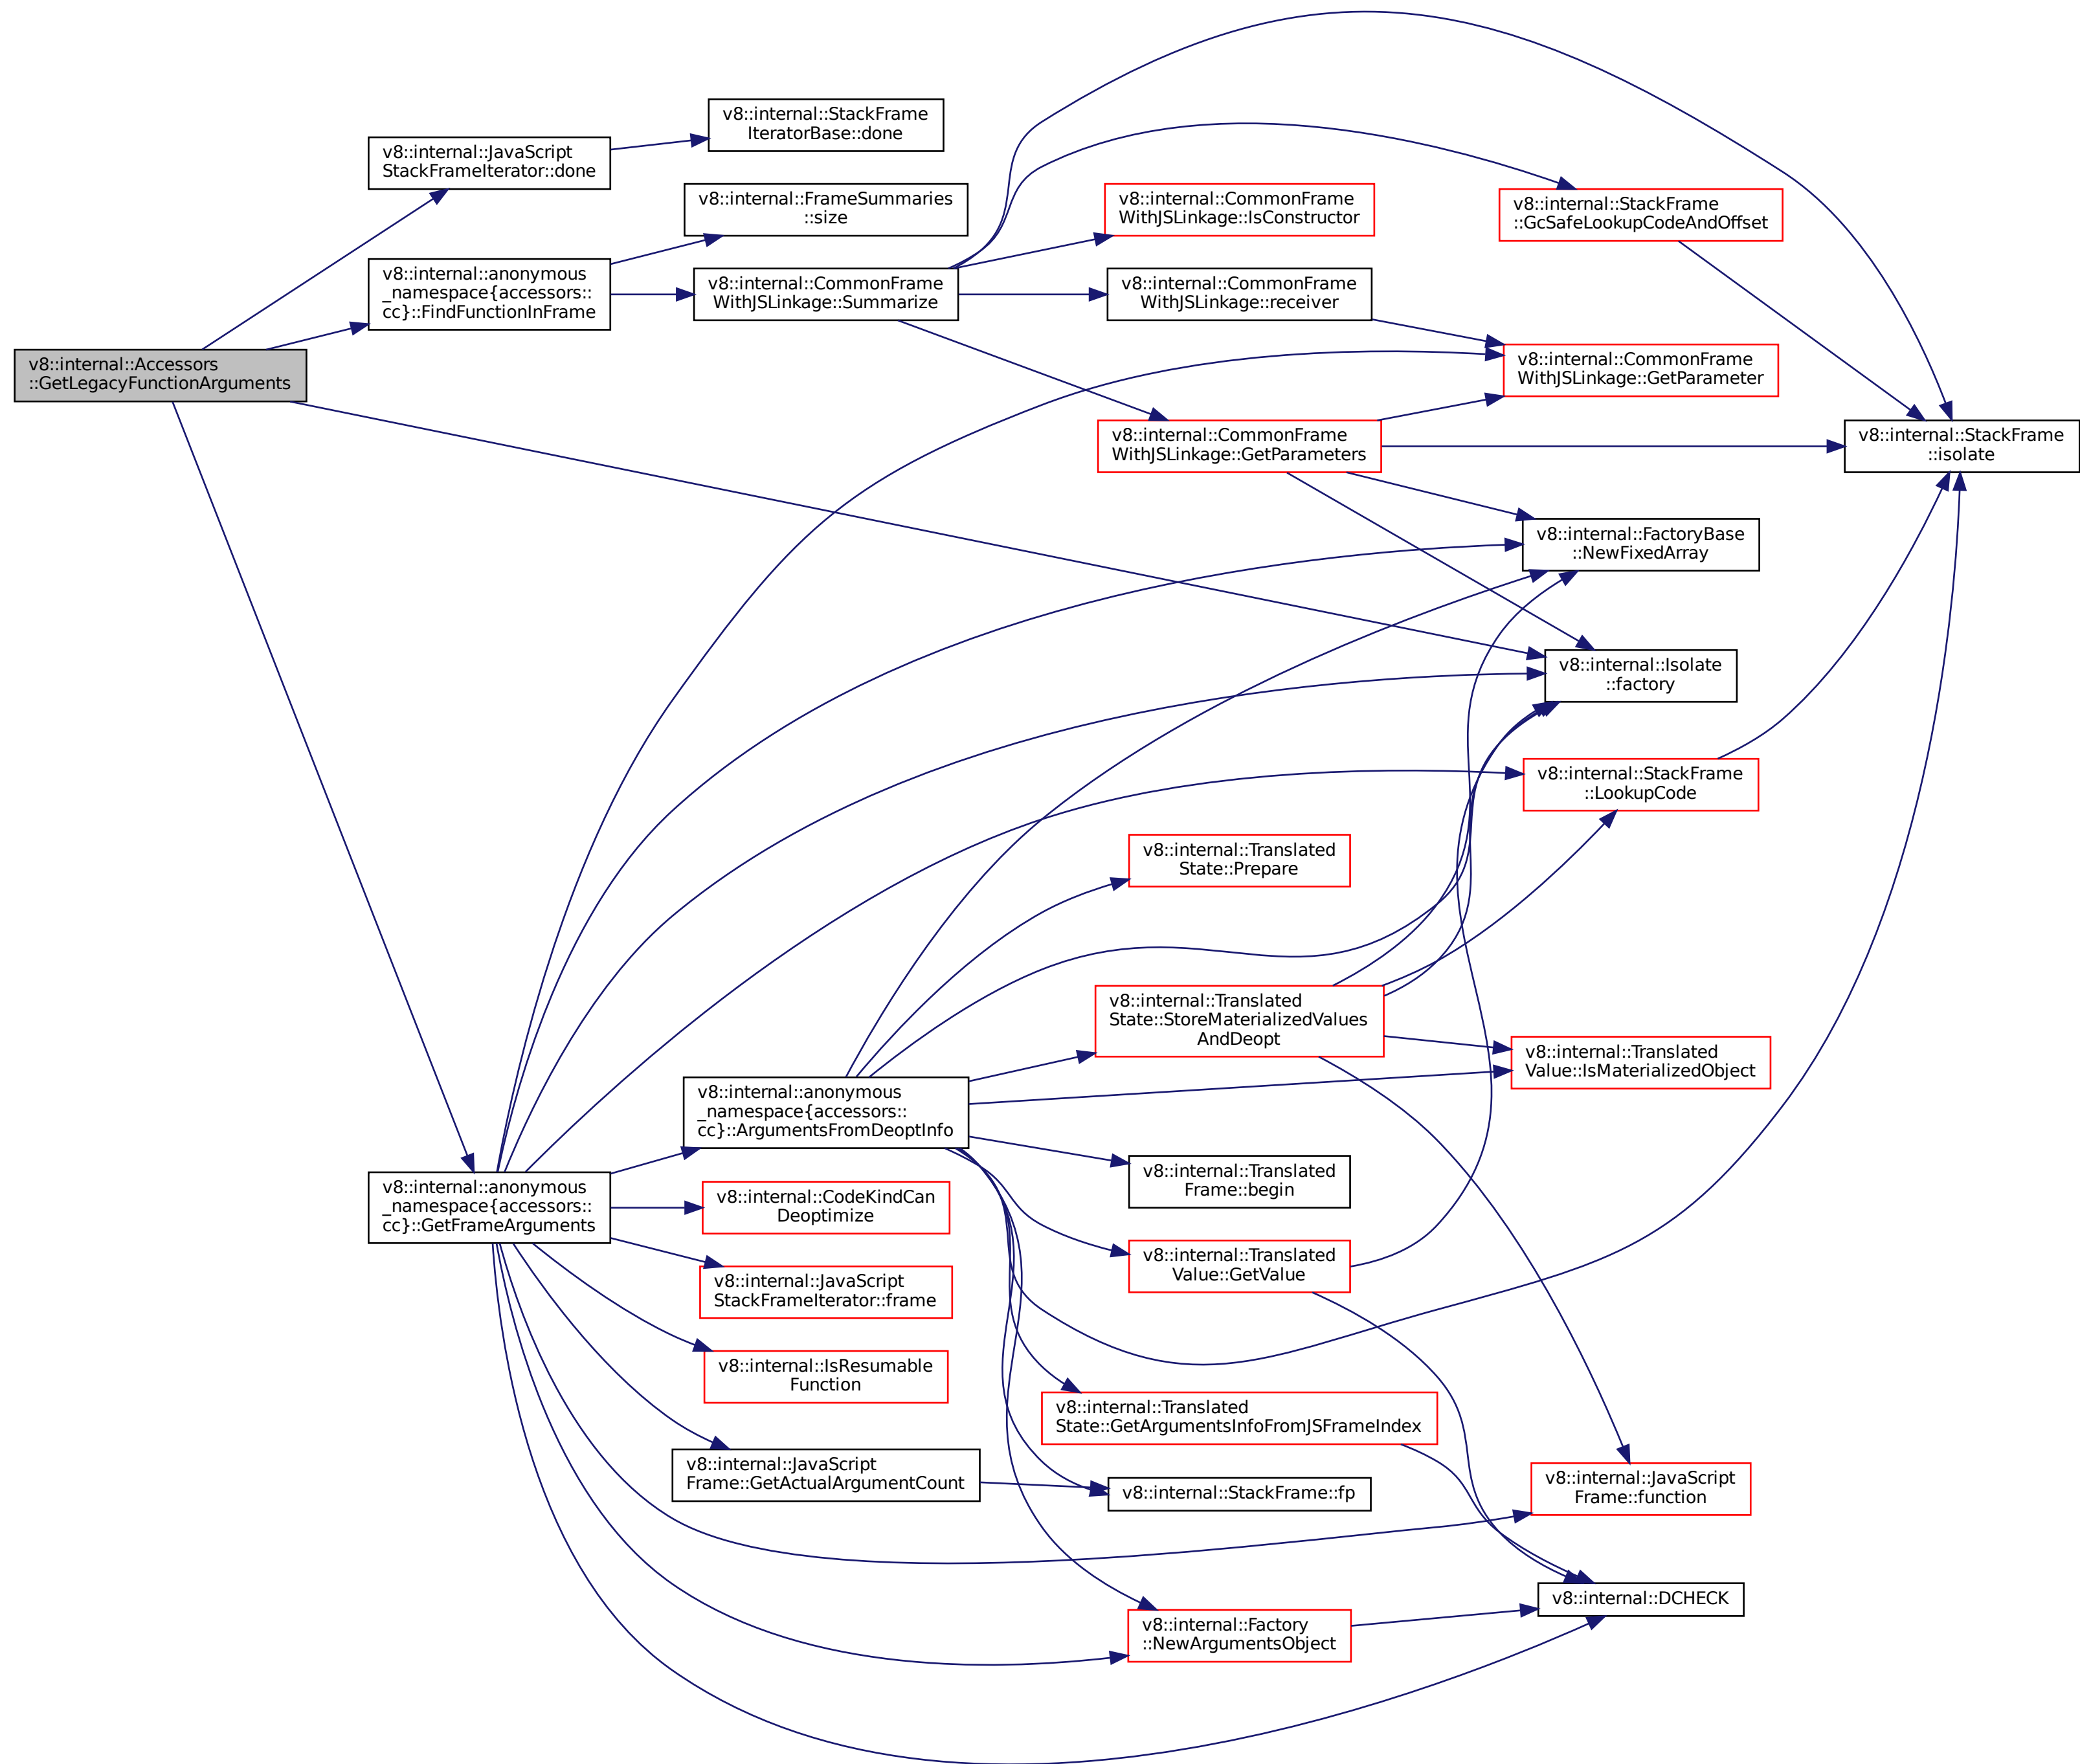 v8::internal::Accessors
::GetLegacyFunctionArguments
v8::internal::JavaScript
StackFrameIterator::done
v8::internal::StackFrame
IteratorBase::done
v8::internal::anonymous
_namespace{accessors::
cc}::FindFunctionInFrame
v8::internal::FrameSummaries
::size
v8::internal::CommonFrame
WithJSLinkage::Summarize
v8::internal::CommonFrame
WithJSLinkage::IsConstructor
v8::internal::CommonFrame
WithJSLinkage::receiver
v8::internal::CommonFrame
WithJSLinkage::GetParameters
v8::internal::StackFrame
::GcSafeLookupCodeAndOffset
v8::internal::CommonFrame
WithJSLinkage::GetParameter
v8::internal::StackFrame
::isolate
v8::internal::FactoryBase
::NewFixedArray
v8::internal::Isolate
::factory
v8::internal::StackFrame
::LookupCode
v8::internal::Translated
State::Prepare
v8::internal::Translated
State::StoreMaterializedValues
AndDeopt
v8::internal::Translated
Value::IsMaterializedObject
v8::internal::anonymous
_namespace{accessors::
cc}::ArgumentsFromDeoptInfo
v8::internal::Translated
Frame::begin
v8::internal::anonymous
_namespace{accessors::
cc}::GetFrameArguments
v8::internal::CodeKindCan
Deoptimize
v8::internal::Translated
Value::GetValue
v8::internal::JavaScript
StackFrameIterator::frame
v8::internal::IsResumable
Function
v8::internal::Translated
State::GetArgumentsInfoFromJSFrameIndex
v8::internal::JavaScript
Frame::GetActualArgumentCount
v8::internal::StackFrame::fp
v8::internal::JavaScript
Frame::function
v8::internal::DCHECK
v8::internal::Factory
::NewArgumentsObject